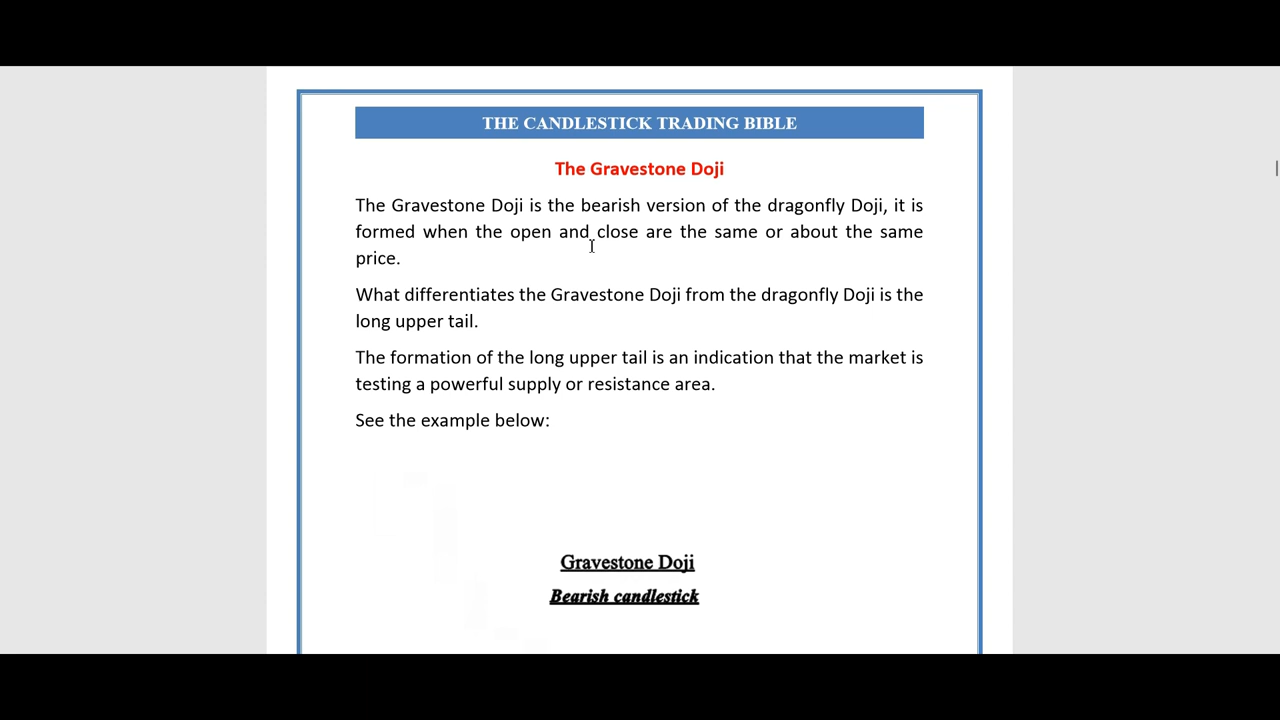 THE CANDLESTICK TRADING BIBLE
The Gravestone Doji
The Gravestone Doji is the bearish version of the dragonfly Doji, it is
formed when the open and close are the same or about the same
price.
What differentiates the Gravestone Doji from the dragonfly Doji is the
long upper tail.
The formation of the long upper tail is an indication that the market is
testing a powerful supply or resistance area.
See the example below:
Gravestone Doji
Bearish candlestick